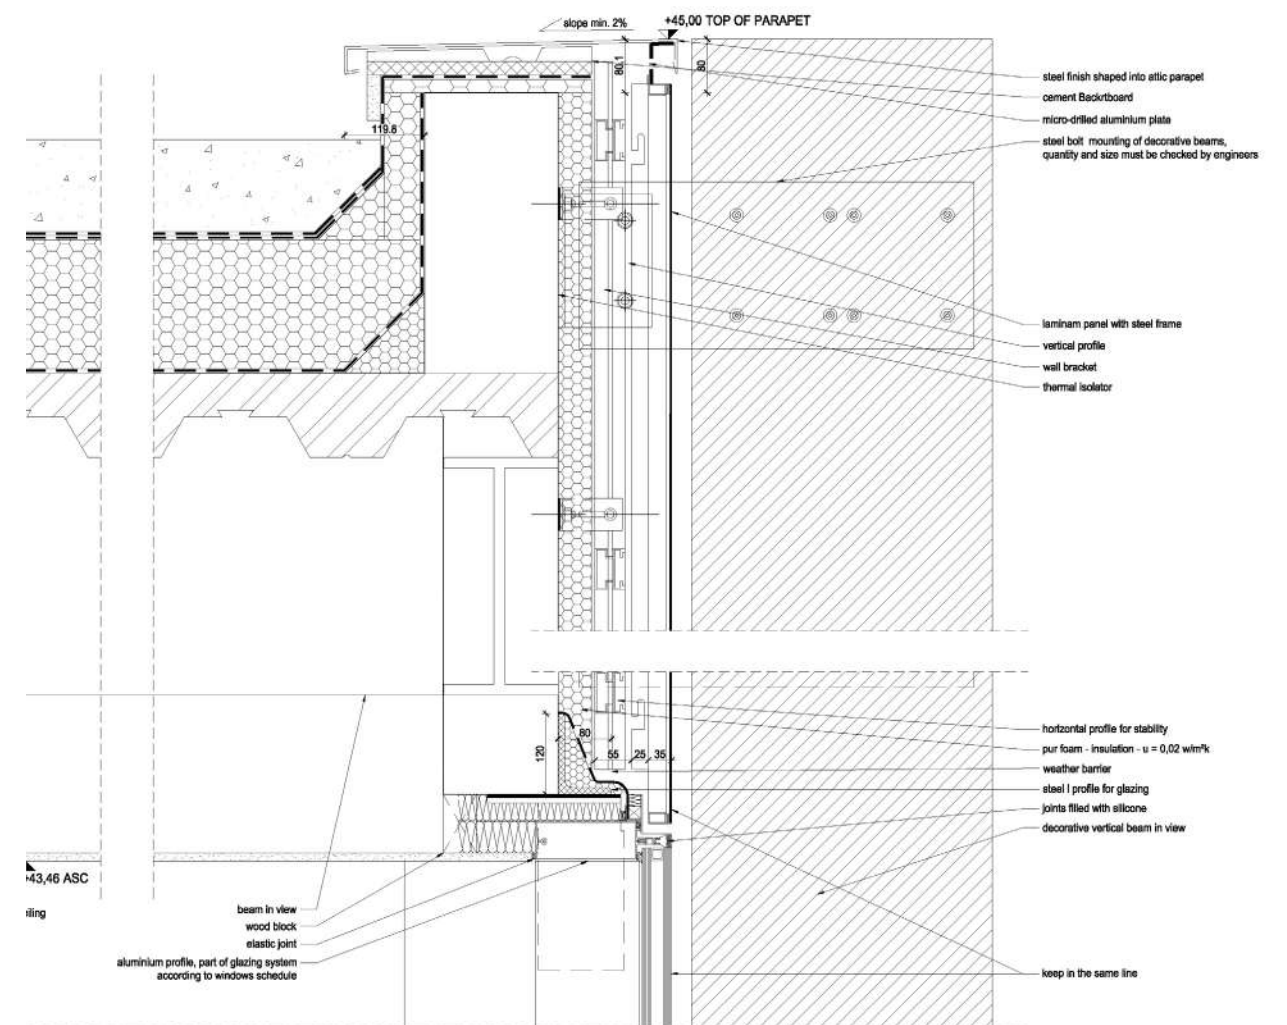 slope min. 2%
+45,00 TOP OF PARAPET
80.1
80
steel finish shaped into attic parapet
cement Backrtboard
micro-drilled aluminium plate
steel bolt mounting of decorative beams,
quantity and size must be checked by engineers
119.8
laminam panel with steel frame
vertical profile
wall bracket
thermal isolator
horizontal profile for stability
pur foam - insulation - u = 0,02 w/m²k
weather barrier
steel l profile for glazing
joints filled with silicone
decorative vertical beam in view
120
80
55
25
35
43,46 ASC
iling
beam in view
wood block
elastic joint
aluminium profile, part of glazing system
according to windows schedule
keep in the same line